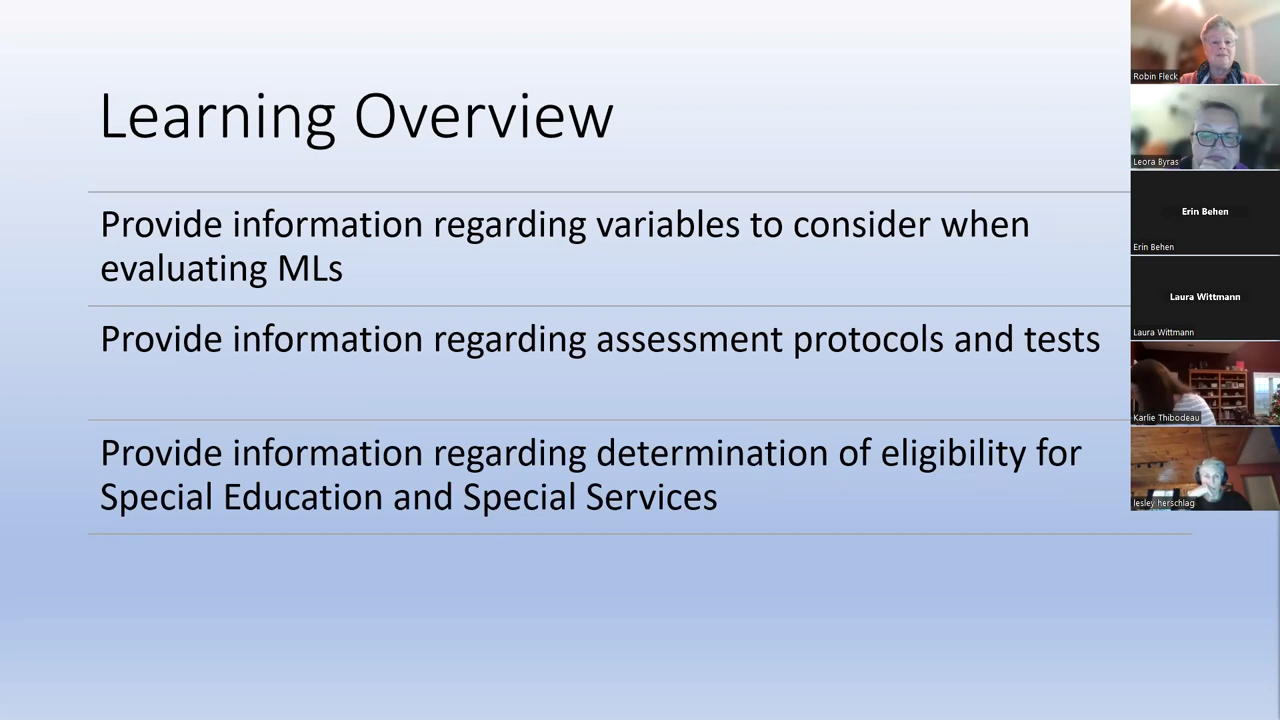 Learning Overview
Provide information regarding variables to consider when
evaluating MLs
Provide information regarding assessment protocols and tests
Provide information regarding determination of eligibility for
Special Education and Special Services
Robin Fleck
Leora Byras
Erin Behen
Erin Behen
Laura Wittmann
Laura Wittmann
Karlie Thibodeau
lesley herschlag